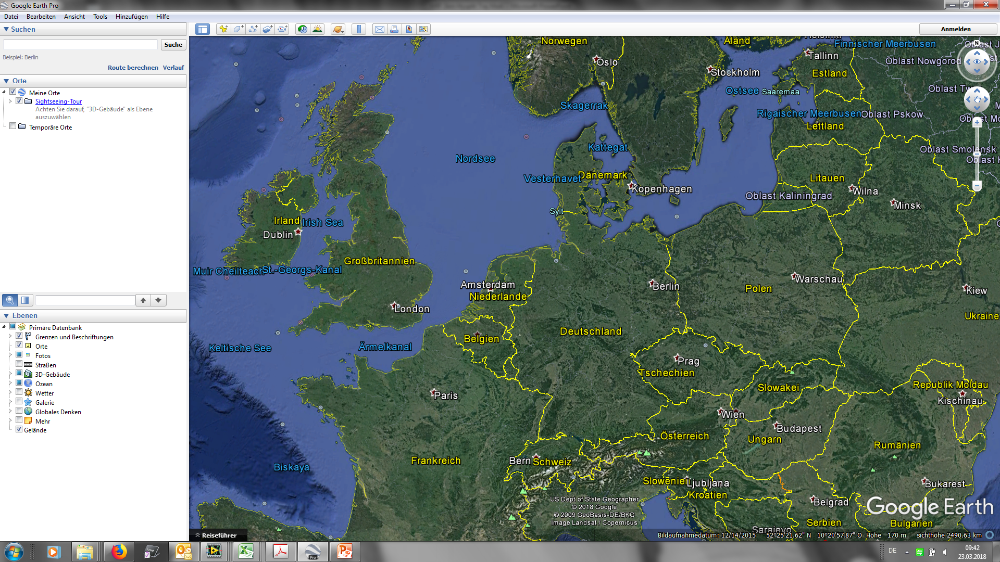 Google Earth Pro
Datei Bearbeiten Ansicht Tools Hinzufügen Hilfe
Suchen
Suche
Beispiel: Berlin
Route berechnen Verlauf
Orte
Meine Orte
Sightseeing-Tour
Achten Sie darauf, "3D-Gebäude" als Ebene
auszuwählen
Temporäre Orte
Ebenen
Primäre Datenbank
Grenzen und Beschriftungen
Orte
Fotos
Straßen
3D-Gebäude
Ozean
Wetter
Galerie
Globales Denken
Mehr
Gelände
Anmelden
Norwegen
Åland
Helsinki
Finnischer Meerbusen
N
Oslo
Stockholm
Tallinn
Oblast Nowgorod
Estland
Ostsee
Saaremaa
Skagerrak
Rigaischer Meerbusen
Oblast Pskow
Lettland
Kattegat
Oblast Smolensk
Nordsee
Vesterhavet
Dänemark
Litauen
Kopenhagen
Wilna
Oblast Kaliningrad
Minsk
Sylt
Irland
Irish Sea
Dublin
Großbritannien
Muir Cheilteach
St.-Georgs-Kanal
Amsterdam
Niederlande
Berlin
Polen
Warschau
Kiew
London
Ukraine
Deutschland
Belgien
Keltische See
Ärmelkanal
Prag
Tschechien
Slowakei
Republik Moldau
Paris
Kischinau
Wien
Budapest
Österreich
Ungarn
Rumänien
Frankreich
Bern
Schweiz
Biskaya
Slowenien
Ljubljana
Kroatien
Bukarest
Belgrad
Serbien
Bulgarien
Sarajevo
US Dept of State Geographer
© 2018 Google
© 2009 GeoBasis-DE/BKG
Image Landsat / Copernicus
Google Earth
Reiseführer
Bildaufnahmedatum: 12/14/2015 52°25'21.62" N 10°20'57.87" O Höhe 170 m sichthöhe 2490.63 km
Pro
DE
09:42
23.03.2018